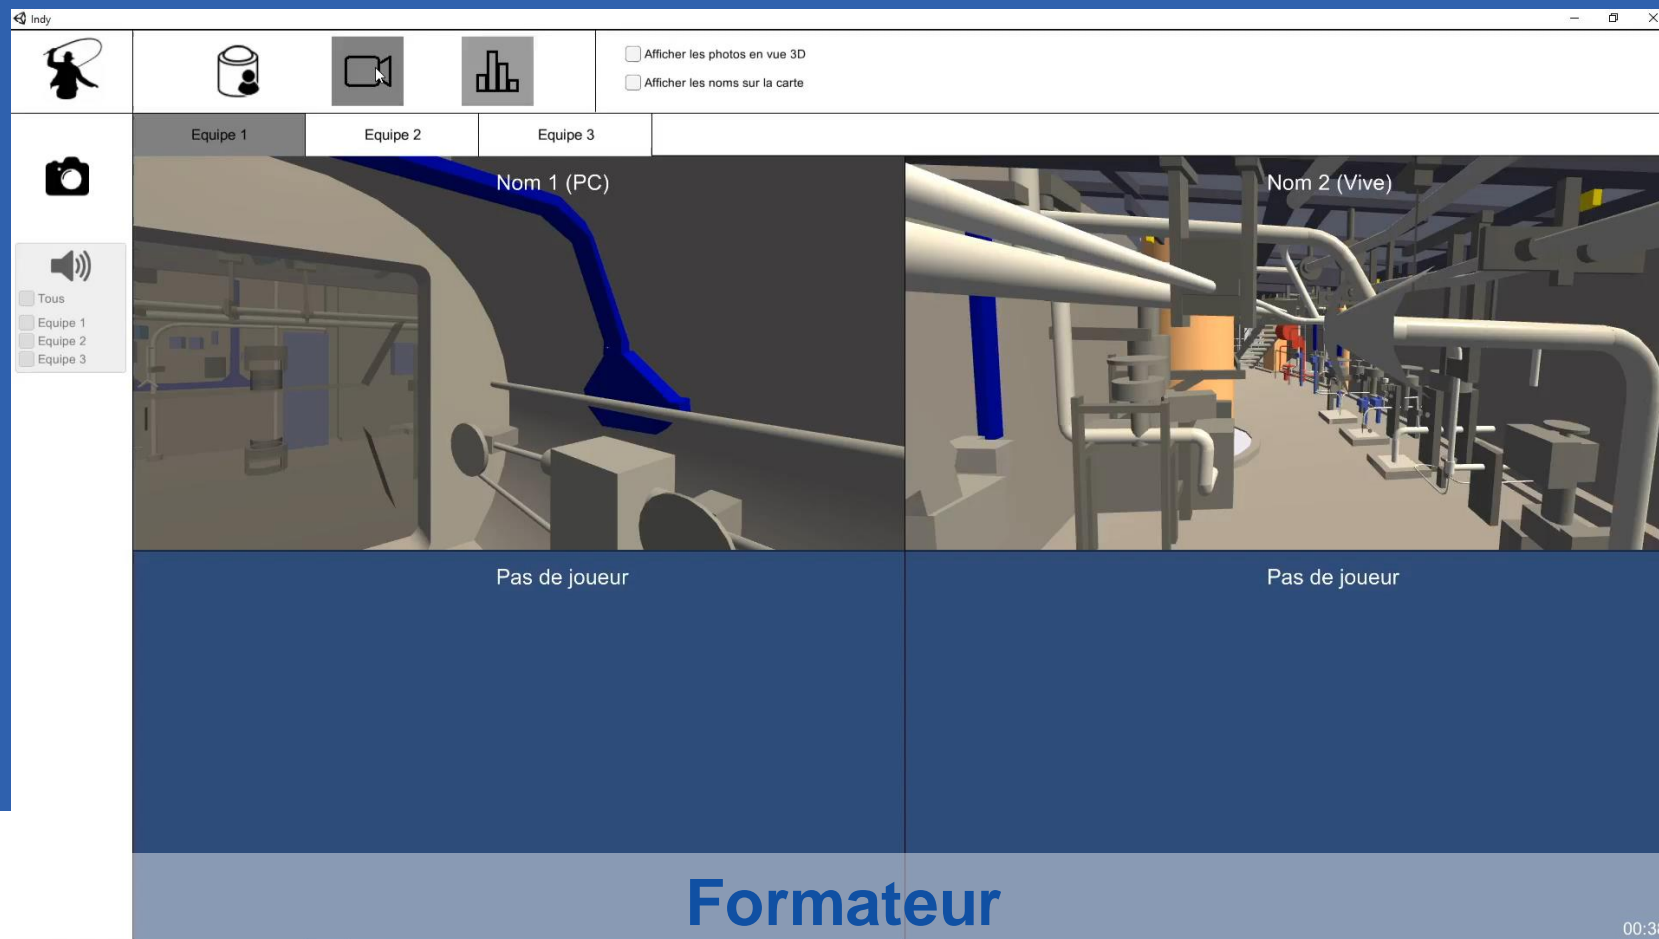 Indy
Afficher les photos en vue 3D
Afficher les noms sur la carte
Equipe 1
Equipe 2
Equipe 3
Tous
Equipe 1
Equipe 2
Equipe 3
Nom 1 (PC)
Nom 2 (Vive)
Pas de joueur
Pas de joueur
Formateur
00:38